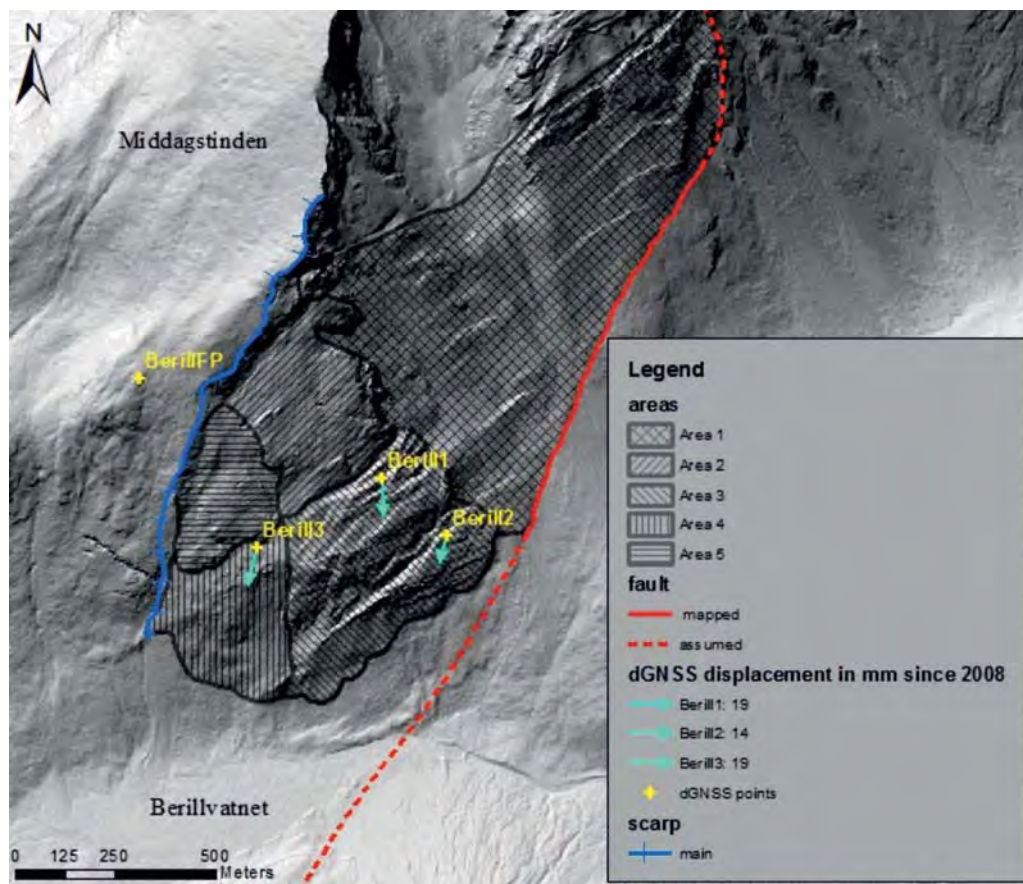 N
Middagstinden
BerillFP
Berill1
Berill3
Berill2
Berillvatnet
0 125 250 500
Meters
Legend
areas
Area 1
Area 2
Area 3
Area 4
Area 5
fault
mapped
assumed
dGNSS displacement in mm since 2008
Berill1: 19
Berill2: 14
Berill3: 19
dGNSS points
scarp
main